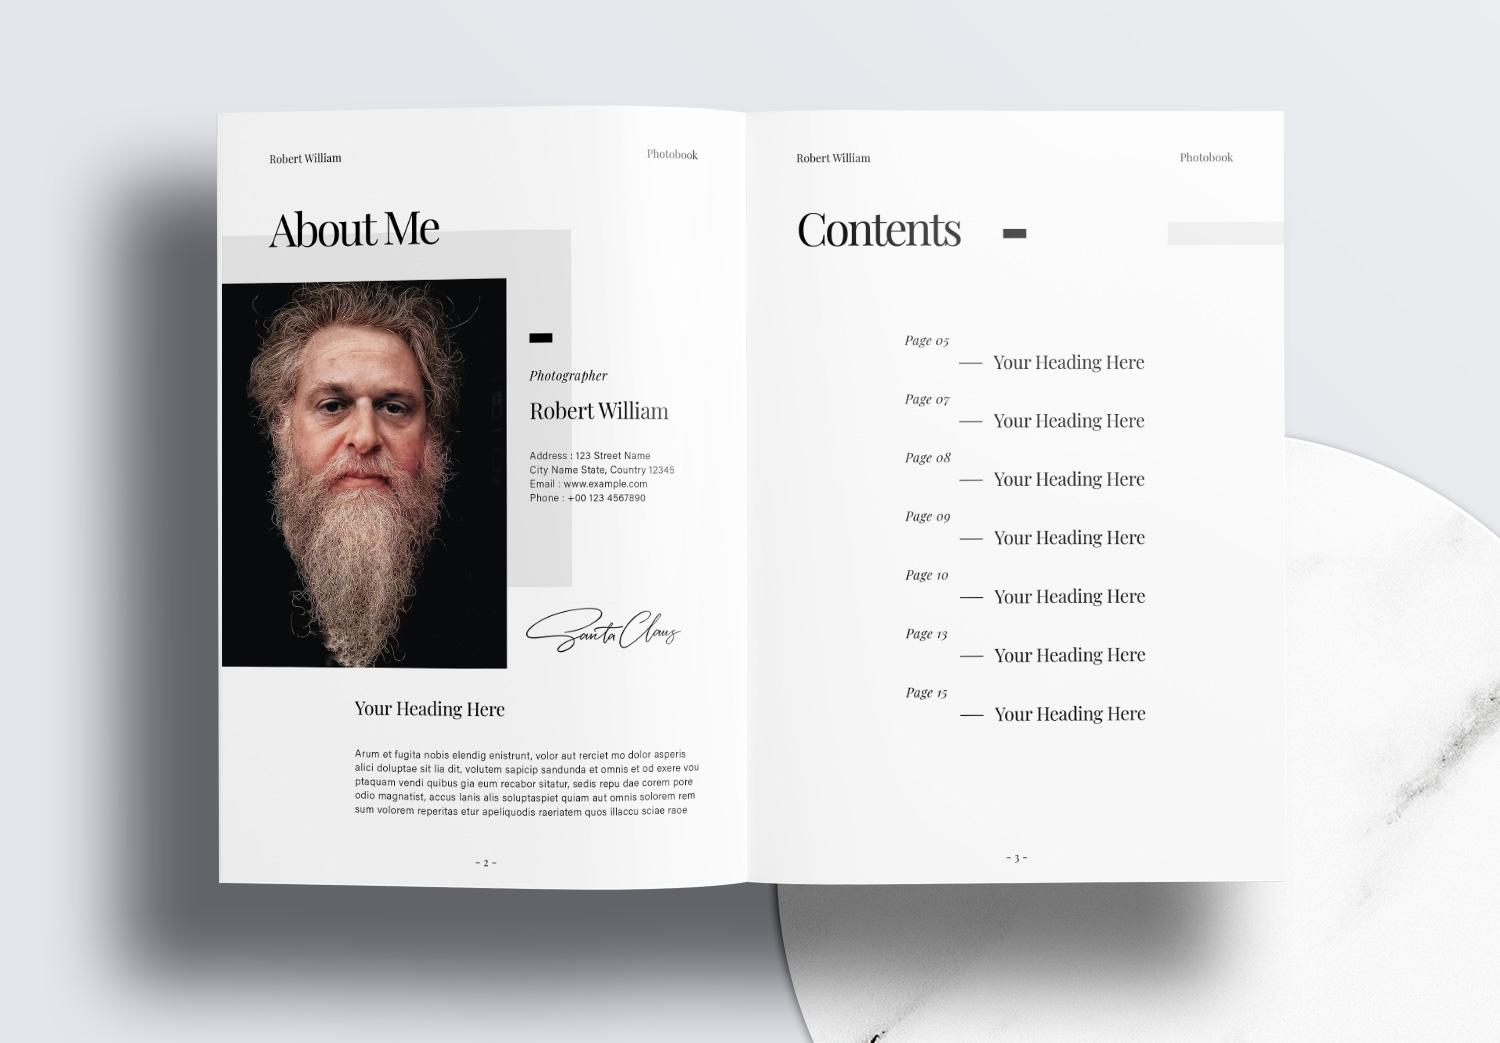 Robert William
Photobook
About Me
Photographer
Robert William
Address : 123 Street Name
City Name State, Country 12345
Email : www.example.com
Phone : +00 123 4567890
Santa Claus
Your Heading Here
Arum et fugita nobis elendig enistrunt, volor aut rerciet mo dolor asperis
alici doluptae sit lia dit, volutem sapicip sandunda et omnis et od exere vou
ptaquam vendi quibus gia eum recabor sitatur, sedis repu dae corem pore
odio magnatist, accus lanis alis soluptaspiet quiam aut omnis solorem rem
sum volorem reperitas etur apeliquodis raeriatem quos illaccu sciae raoe
- 2 -
Robert William
Photobook
Contents
Page 05
Your Heading Here
Page 07
Your Heading Here
Page 08
Your Heading Here
Page 09
Your Heading Here
Page 10
Your Heading Here
Page 13
Your Heading Here
Page 15
Your Heading Here
- 3 -